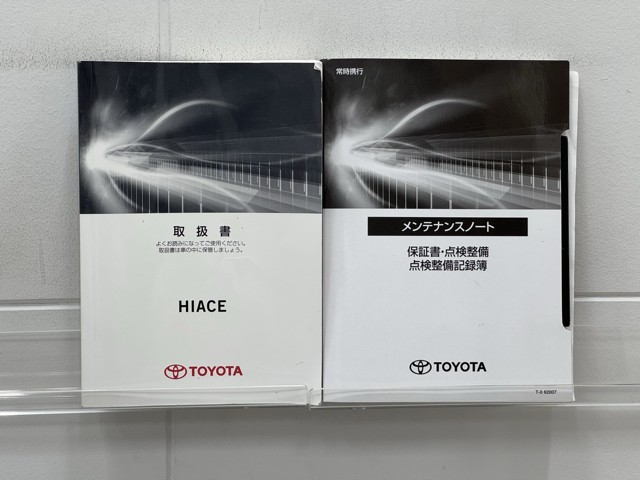 取扱書
よくお読みになってご使用ください。
取扱書は車の中に保管しましょう。
HIACE
TOYOTA
常時携行
メンテナンスノート
保証書・点検整備
点検整備記録簿
TOYOTA